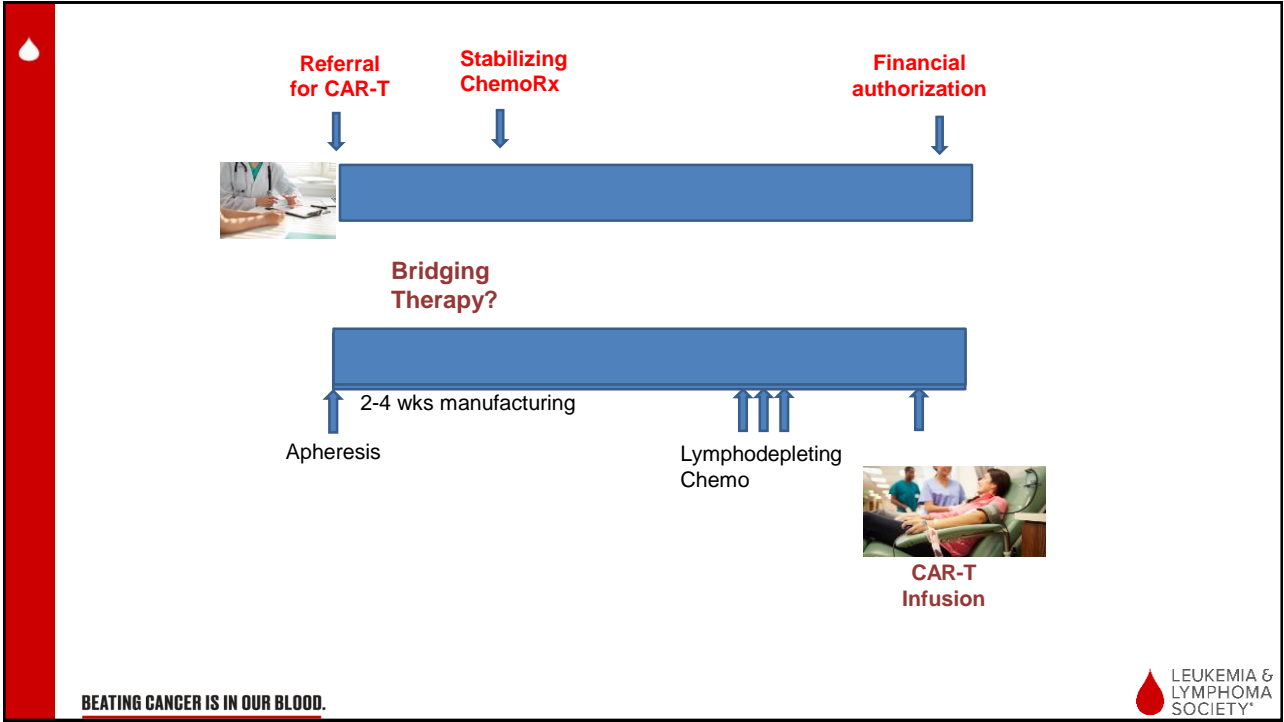 Referral
for CAR-T
Stabilizing
ChemoRx
Financial
authorization
Bridging
Therapy?
2-4 wks manufacturing
Apheresis
Lymphodepleting
Chemo
CAR-T
Infusion
BEATING CANCER IS IN OUR BLOOD.
LEUKEMIA &
LYMPHOMA
SOCIETY®